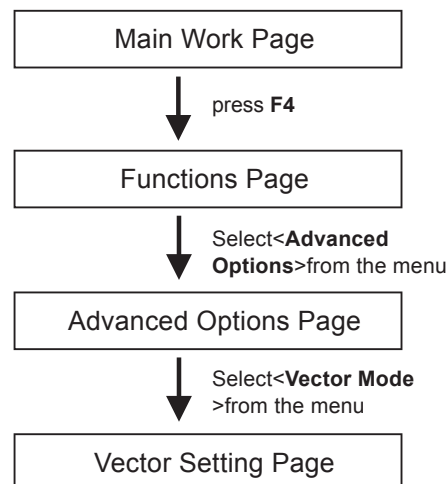 Main Work Page
press F4
Functions Page
Select<Advanced
Options>from the menu
Advanced Options Page
Select<Vector Mode
>from the menu
Vector Setting Page